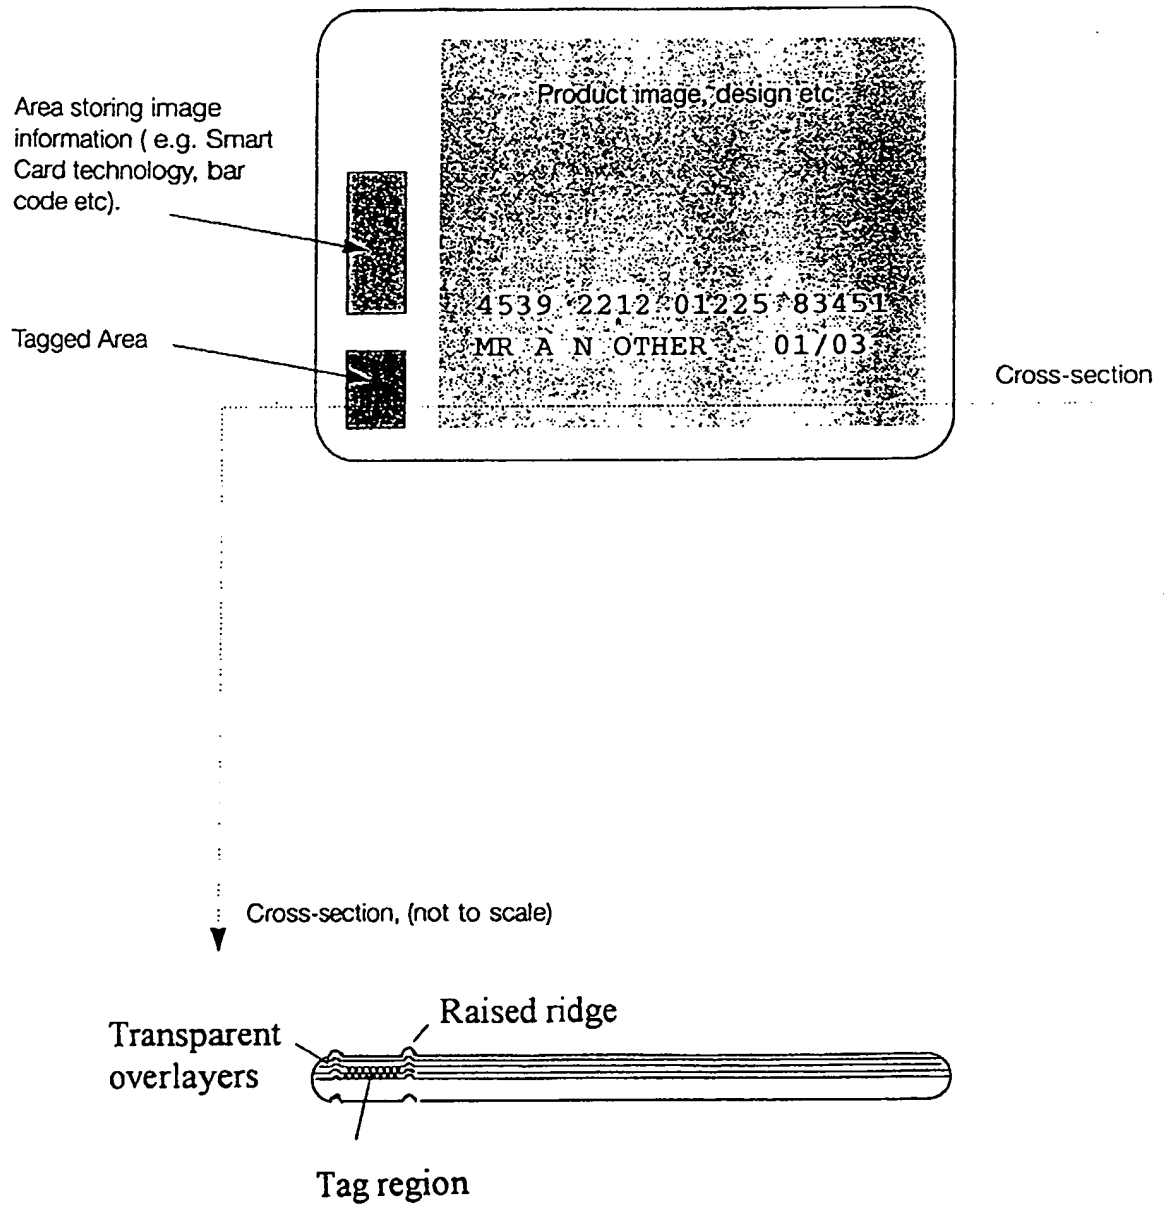 Product image, design etc.
Area storing image
information ( e.g. Smart
Card technology, bar
code etc).
4539 2212 01225 83451
MR A N OTHER 01/03
Tagged Area
Cross-section
Cross-section, (not to scale)
Raised ridge
Transparent
overlayers
Tag region